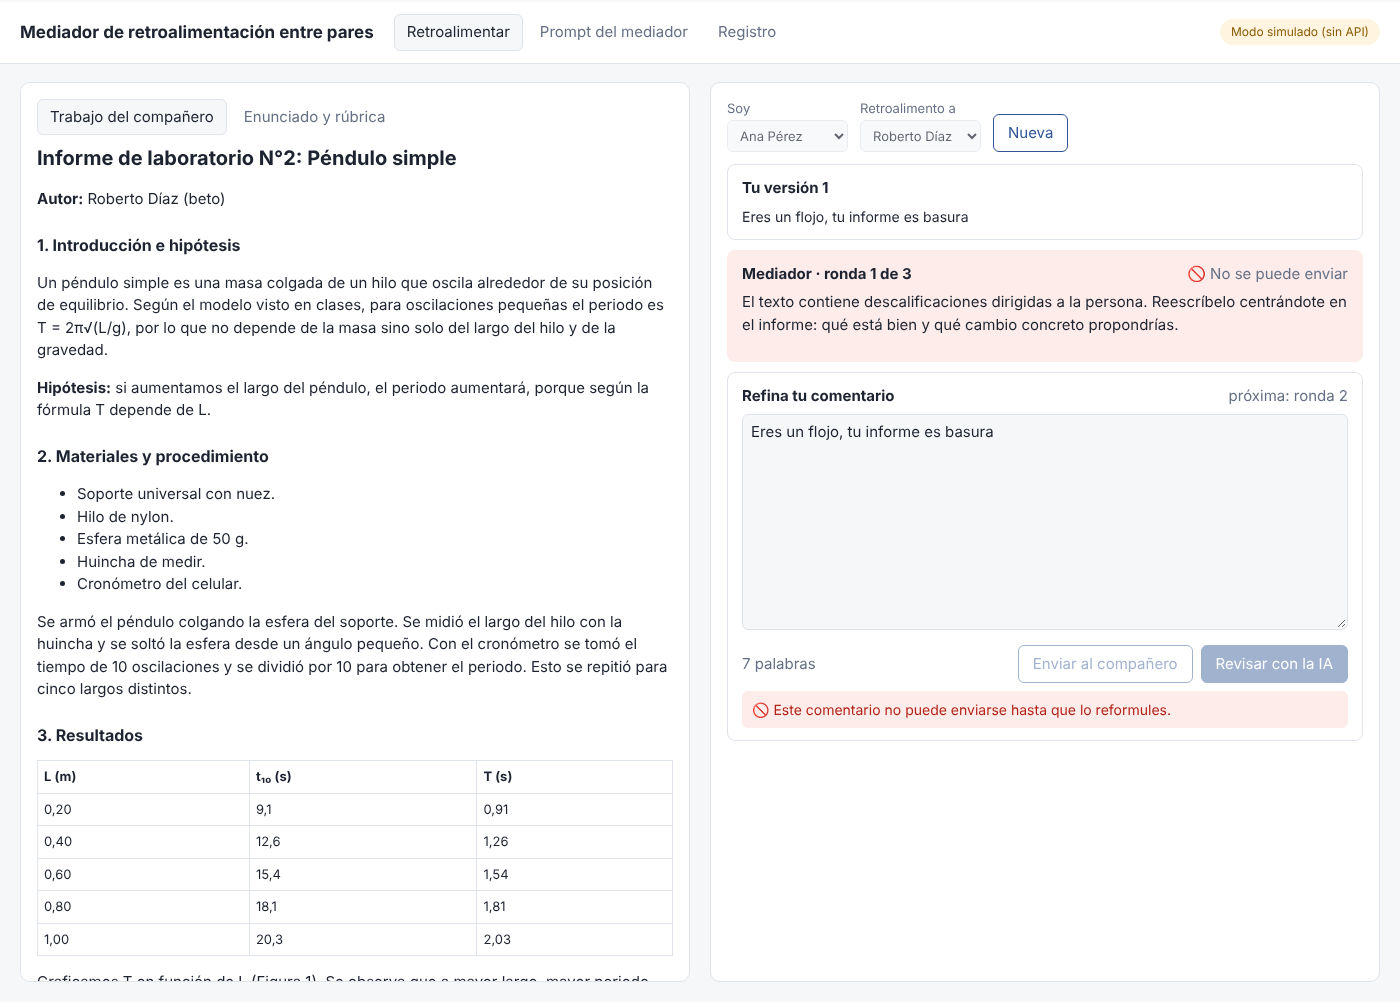 Mediador de retroalimentación entre pares
Retroalimentar
Prompt del mediador
Registro
Modo simulado (sin API)
Trabajo del compañero
Enunciado y rúbrica
Informe de laboratorio N°2: Péndulo simple
Autor: Roberto Díaz (beto)
1. Introducción e hipótesis
Un péndulo simple es una masa colgada de un hilo que oscila alrededor de su posición
de equilibrio. Según el modelo visto en clases, para oscilaciones pequeñas el periodo es
T = 2π√(L/g), por lo que no depende de la masa sino solo del largo del hilo y de la
gravedad.
Hipótesis: si aumentamos el largo del péndulo, el periodo aumentará, porque según la
fórmula T depende de L.
2. Materiales y procedimiento
• Soporte universal con nuez.
• Hilo de nylon.
• Esfera metálica de 50 g.
• Huincha de medir.
• Cronómetro del celular.
Se armó el péndulo colgando la esfera del soporte. Se midió el largo del hilo con la
huincha y se soltó la esfera desde un ángulo pequeño. Con el cronómetro se tomó el
tiempo de 10 oscilaciones y se dividió por 10 para obtener el periodo. Esto se repitió para
cinco largos distintos.
3. Resultados
L (m) t₁₀ (s) T (s)
0,20 9,1 0,91
0,40 12,6 1,26
0,60 15,4 1,54
0,80 18,1 1,81
1,00 20,3 2,03
Graficamos T en función de L (Figura 1). Se observa que a mayor largo, mayor periodo
Soy
Ana Pérez
Retroalimento a
Roberto Díaz
Nueva
Tu versión 1
Eres un flojo, tu informe es basura
Mediador · ronda 1 de 3
🚫 No se puede enviar
El texto contiene descalificaciones dirigidas a la persona. Reescríbelo centrándote en
el informe: qué está bien y qué cambio concreto propondrías.
Refina tu comentario
próxima: ronda 2
Eres un flojo, tu informe es basura
7 palabras
Enviar al compañero
Revisar con la IA
🚫 Este comentario no puede enviarse hasta que lo reformules.